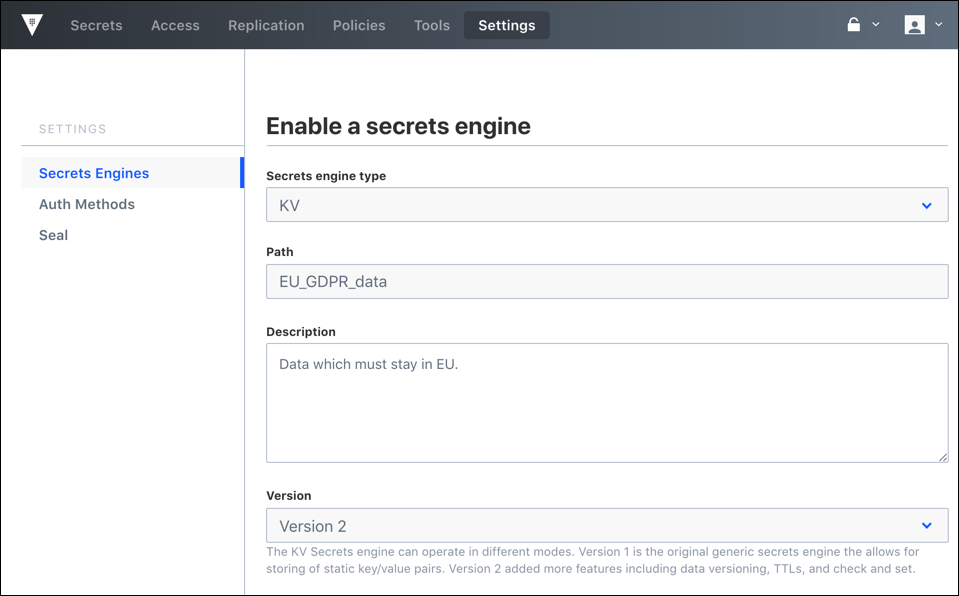 Secrets Access Replication Policies Tools Settings
SETTINGS
Secrets Engines
Auth Methods
Seal
Enable a secrets engine
Secrets engine type
KV
Path
EU_GDPR_data
Description
Data which must stay in EU.
Version
Version 2
The KV Secrets engine can operate in different modes. Version 1 is the original generic secrets engine the allows for
storing of static key/value pairs. Version 2 added more features including data versioning, TTLs, and check and set.